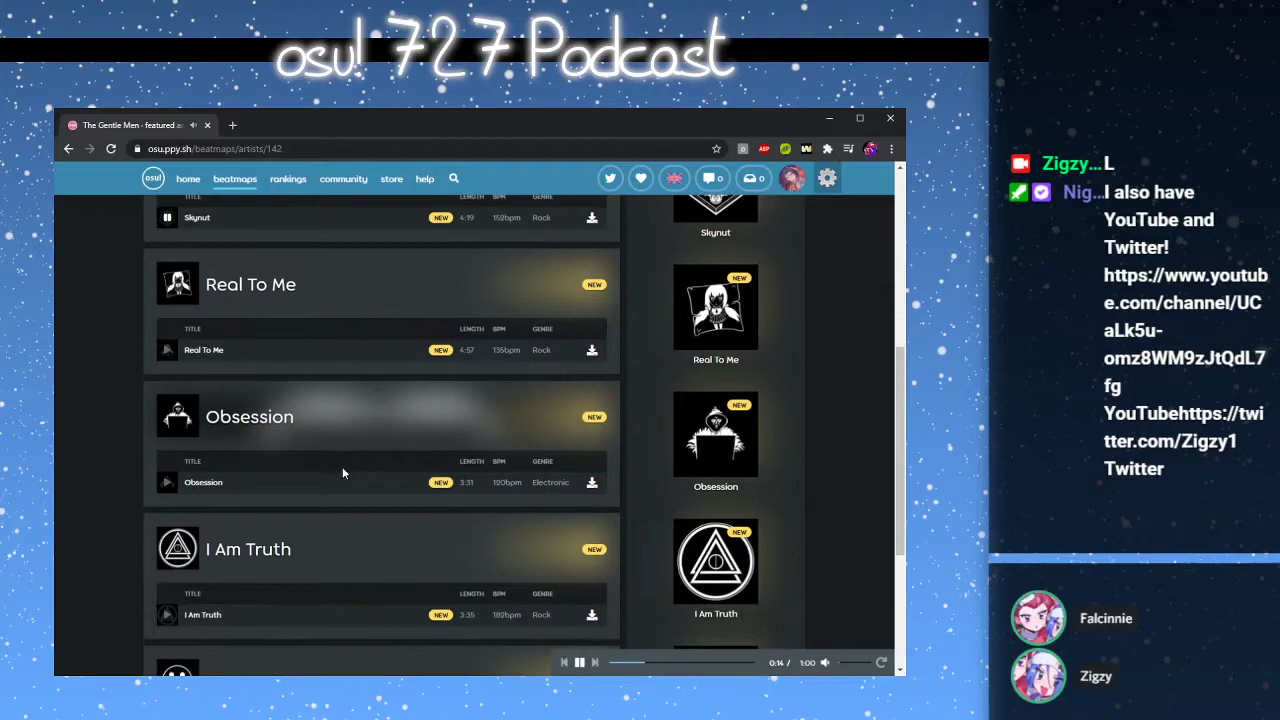 osu! 727 Podcast
The Gentle Men - featured a
osu.ppy.sh/beatmaps/artists/142
osu!
home
beatmaps
rankings
community
store
help
0
0
TITLE
LENGTH
BPM
GENRE
Skynut
NEW
4:19
152bpm
Rock
Skynut
Real To Me
NEW
TITLE
LENGTH
BPM
GENRE
Real To Me
NEW
4:57
135bpm
Rock
NEW
Real To Me
Obsession
NEW
TITLE
LENGTH
BPM
GENRE
Obsession
NEW
3:31
120bpm
Electronic
NEW
Obsession
I Am Truth
NEW
TITLE
LENGTH
BPM
GENRE
I Am Truth
NEW
3:35
182bpm
Rock
NEW
I Am Truth
0:14 / 1:00
Zigzy... L
Nig... I also have
YouTube and
Twitter!
https://www.youtub
e.com/channel/UC
aLk5u-
omz8WM9zJtQdL7
fg
YouTubehttps://twi
tter.com/Zigzy1
Twitter
Falcinnie
Zigzy